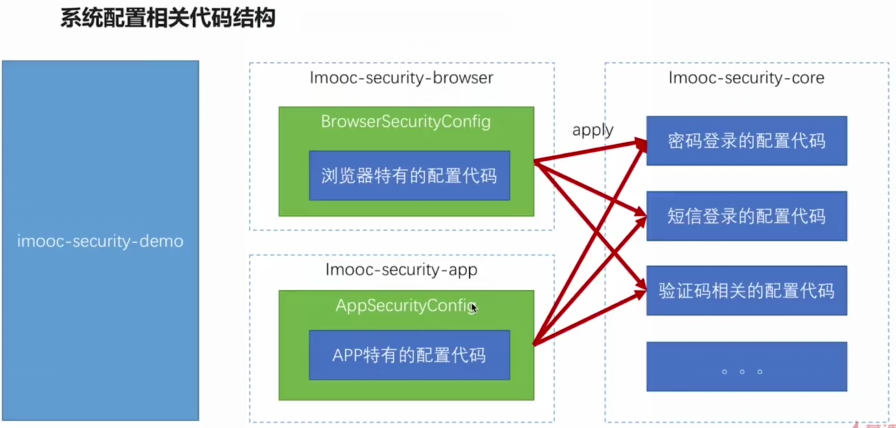 系统配置相关代码结构
imooc-security-demo
Imooc-security-browser
BrowserSecurityConfig
浏览器特有的配置代码
Imooc-security-app
AppSecurityConfig
APP特有的配置代码
apply
Imooc-security-core
密码登录的配置代码
短信登录的配置代码
验证码相关的配置代码
。。。